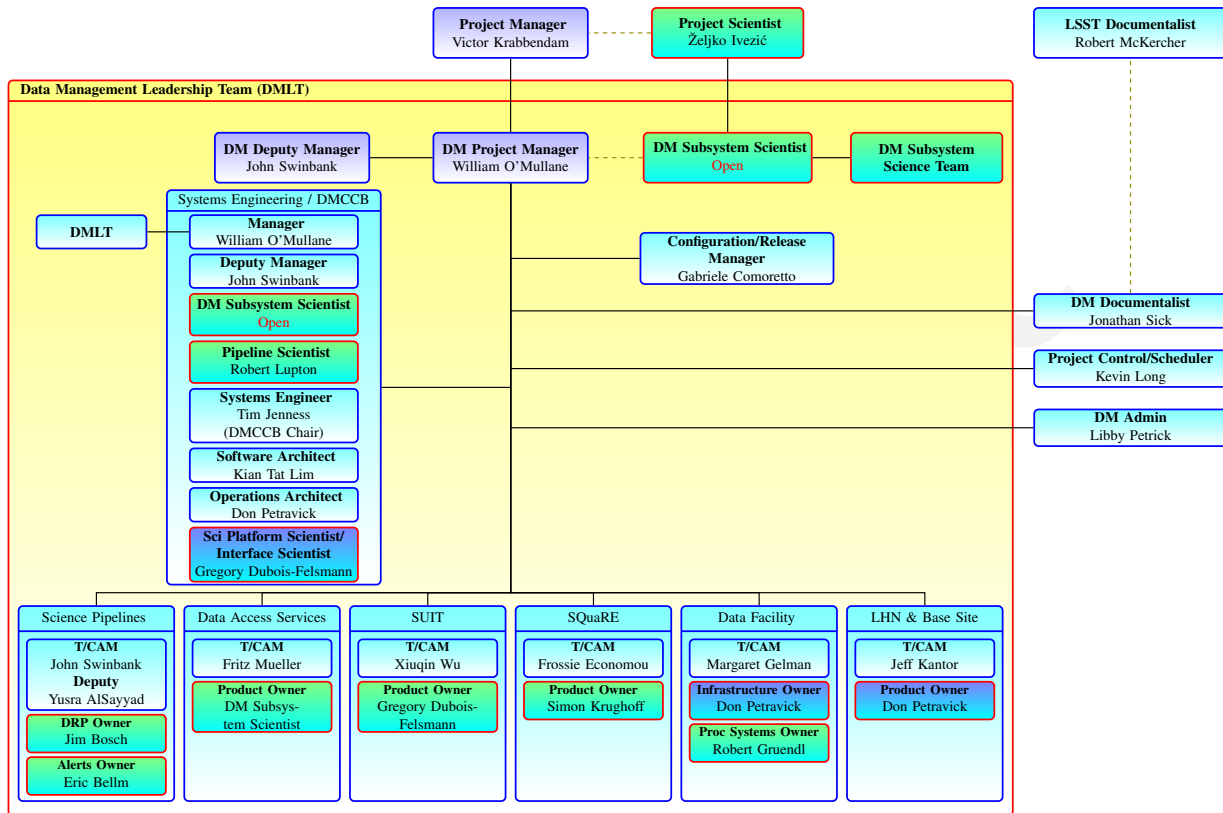 Project Manager
Victor Krabbendam
Project Scientist
Željko Ivezić
LSST Documentalist
Robert McKercher
Data Management Leadership Team (DMLT)
DM Deputy Manager
John Swinbank
DM Project Manager
William O'Mullane
DM Subsystem Scientist
Open
DM Subsystem
Science Team
Systems Engineering / DMCCB
DMLT
Manager
William O'Mullane
Deputy Manager
John Swinbank
DM Subsystem Scientist
Open
Pipeline Scientist
Robert Lupton
Systems Engineer
Tim Jenness
(DMCCB Chair)
Software Architect
Kian Tat Lim
Operations Architect
Don Petravick
Sci Platform Scientist/
Interface Scientist
Gregory Dubois-Felsmann
Configuration/Release
Manager
Gabriele Comoretto
DM Documentalist
Jonathan Sick
Project Control/Scheduler
Kevin Long
DM Admin
Libby Petrick
Science Pipelines
T/CAM
John Swinbank
Deputy
Yusra AlSayyad
DRP Owner
Jim Bosch
Alerts Owner
Eric Bellm
Data Access Services
T/CAM
Fritz Mueller
Product Owner
DM Subsys-
tem Scientist
SUIT
T/CAM
Xiuqin Wu
Product Owner
Gregory Dubois-
Felsmann
SQuaRE
T/CAM
Frossie Economou
Product Owner
Simon Krughoff
Data Facility
T/CAM
Margaret Gelman
Infrastructure Owner
Don Petravick
Proc Systems Owner
Robert Gruendl
LHN & Base Site
T/CAM
Jeff Kantor
Product Owner
Don Petravick